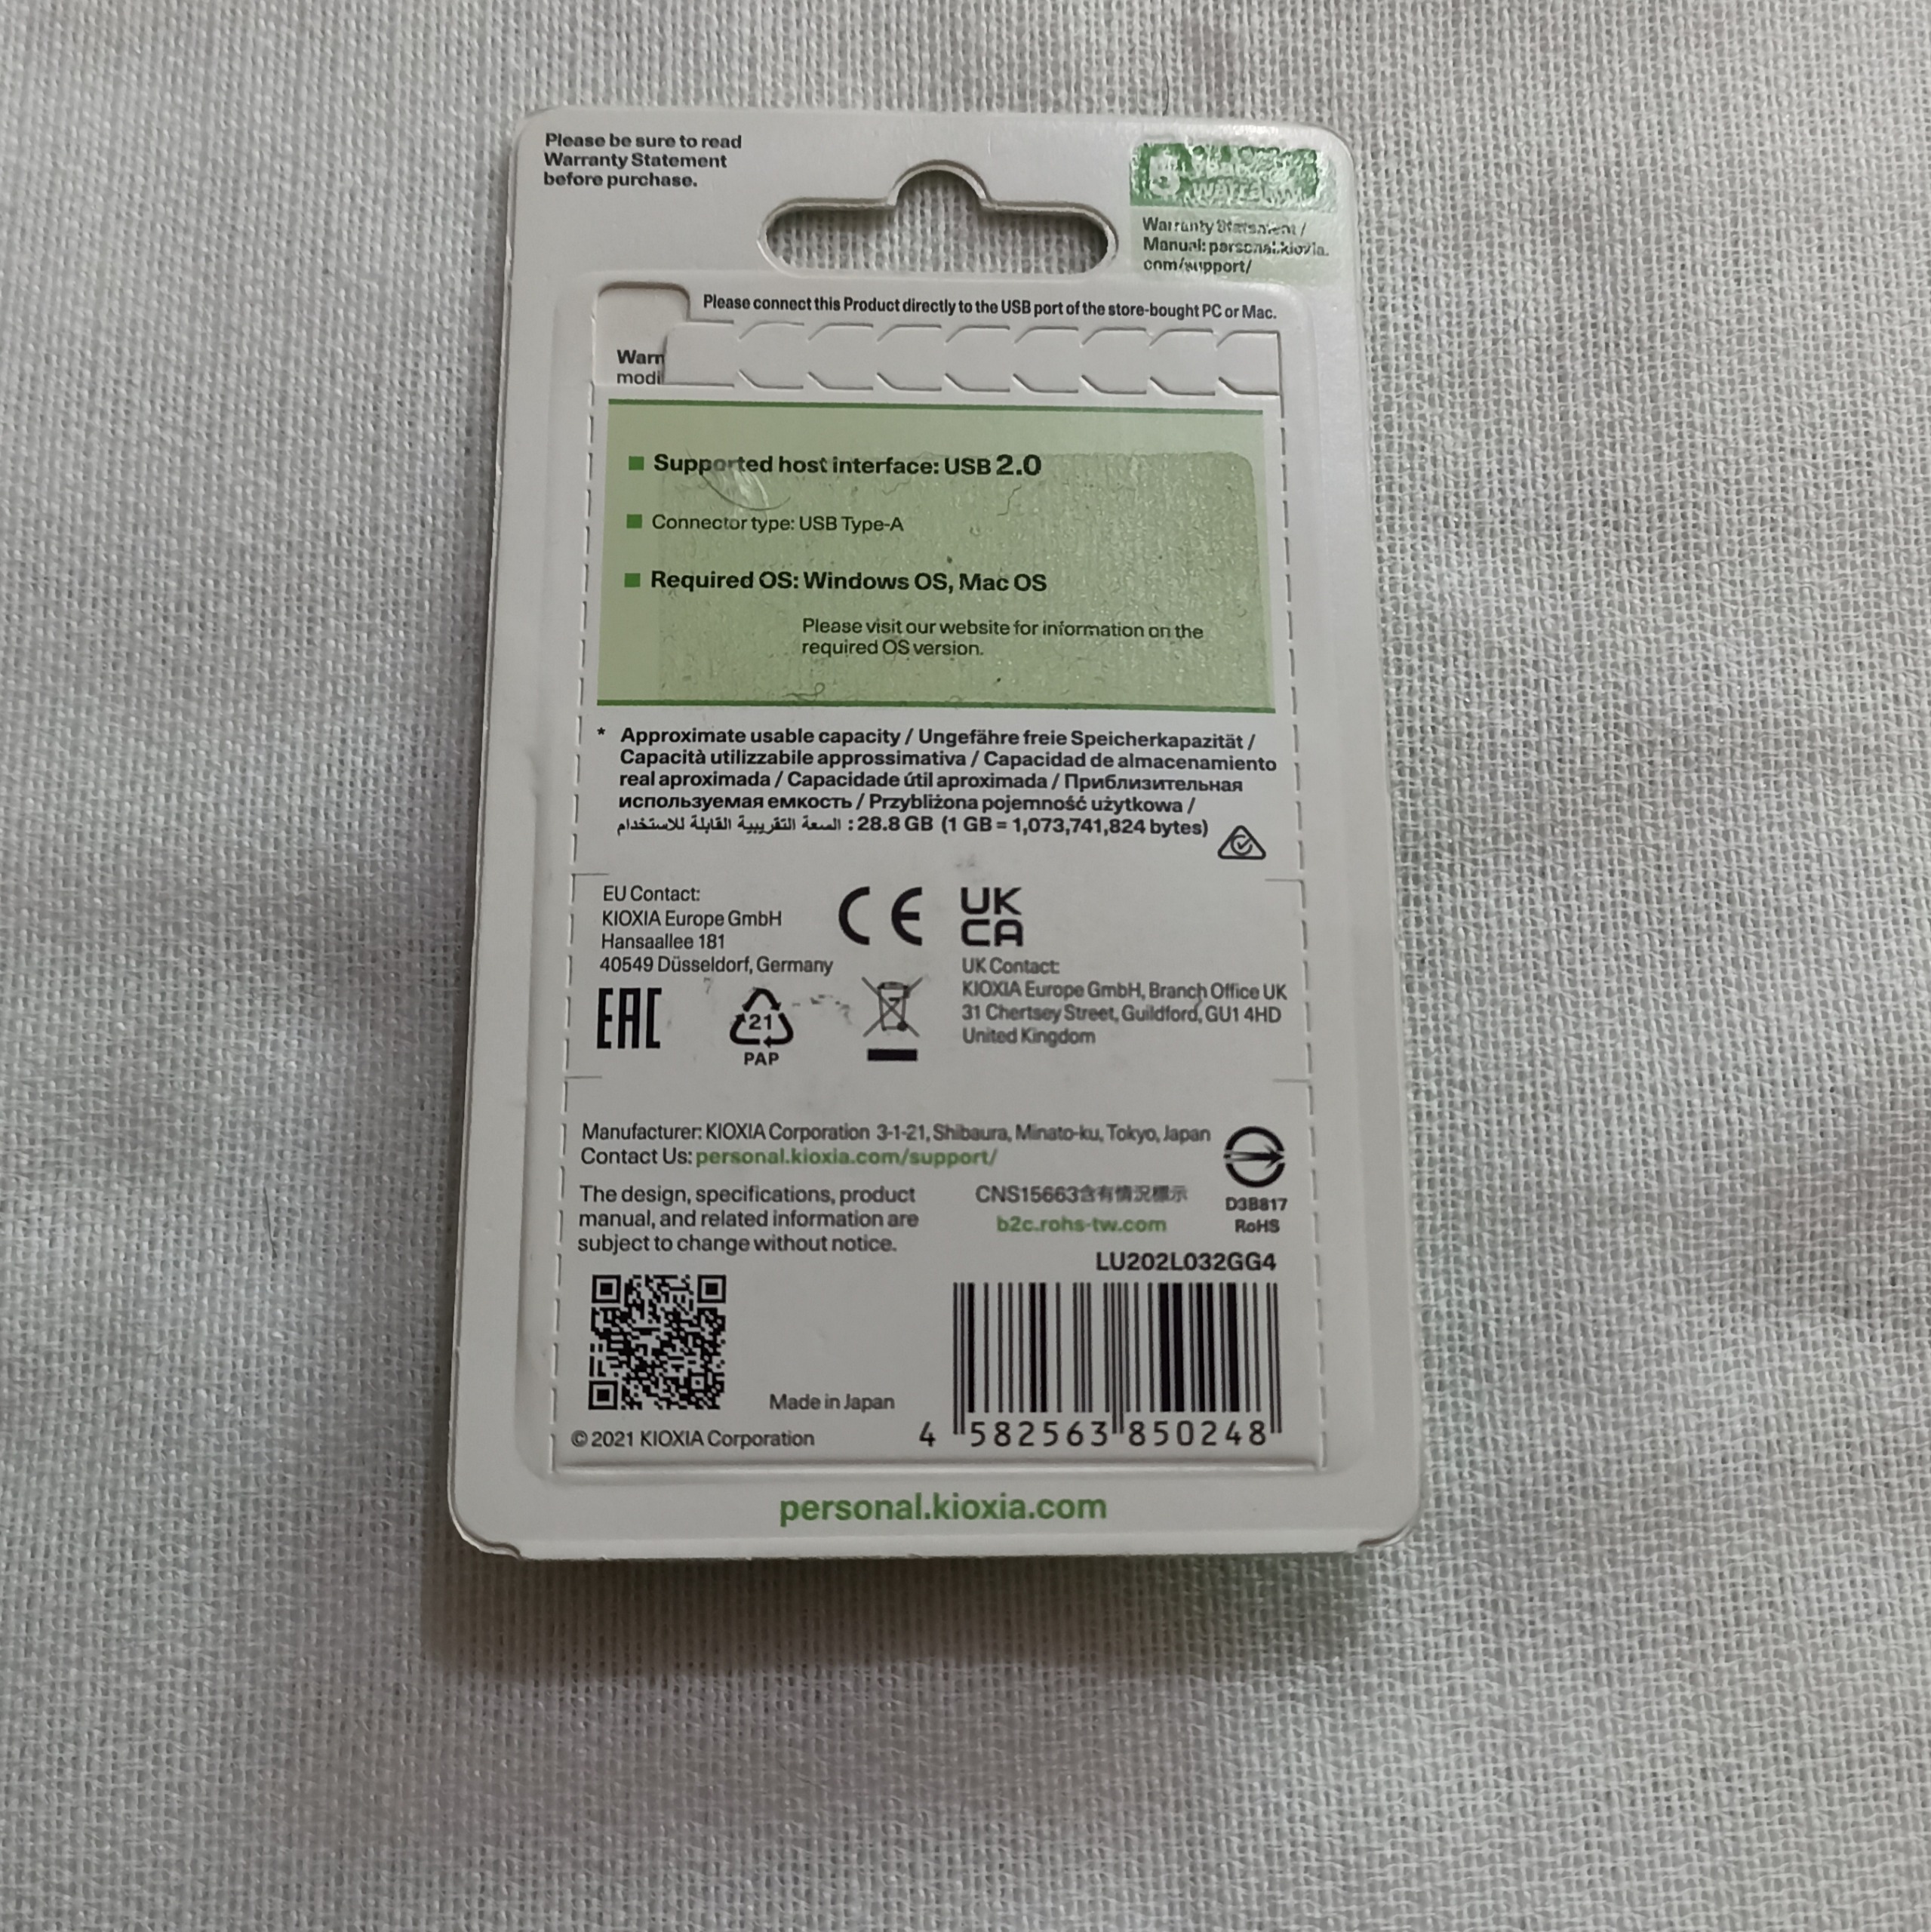 Please be sure to read
Warranty Statement
before purchase.
5 Years
Warranty
Warranty Statement /
Manual: personal.kioxia.
com/support/
Please connect this Product directly to the USB port of the store-bought PC or Mac.
Warn
modi
Supported host interface: USB 2.0
Connector type: USB Type-A
Required OS: Windows OS, Mac OS
Please visit our website for information on the
required OS version.
* Approximate usable capacity / Ungefähre freie Speicherkapazität /
Capacità utilizzabile approssimativa / Capacidad de almacenamiento
real aproximada / Capacidade útil aproximada / Приблизительная
используемая емкость / Przybliżona pojemność użytkowa /
السعة التقريبية القابلة للاستخدام : 28.8 GB (1 GB = 1,073,741,824 bytes)
EU Contact:
KIOXIA Europe GmbH
Hansaallee 181
40549 Düsseldorf, Germany
CE
UK
CA
UK Contact:
KIOXIA Europe GmbH, Branch Office UK
31 Chertsey Street, Guildford, GU1 4HD
United Kingdom
EAC
21
PAP
Manufacturer: KIOXIA Corporation 3-1-21, Shibaura, Minato-ku, Tokyo, Japan
Contact Us: personal.kioxia.com/support/
The design, specifications, product
manual, and related information are
subject to change without notice.
CNS15663含有情況標示
b2c.rohs-tw.com
D3B817
RoHS
LU202L032GG4
Made in Japan
© 2021 KIOXIA Corporation
4 582563 850248
personal.kioxia.com